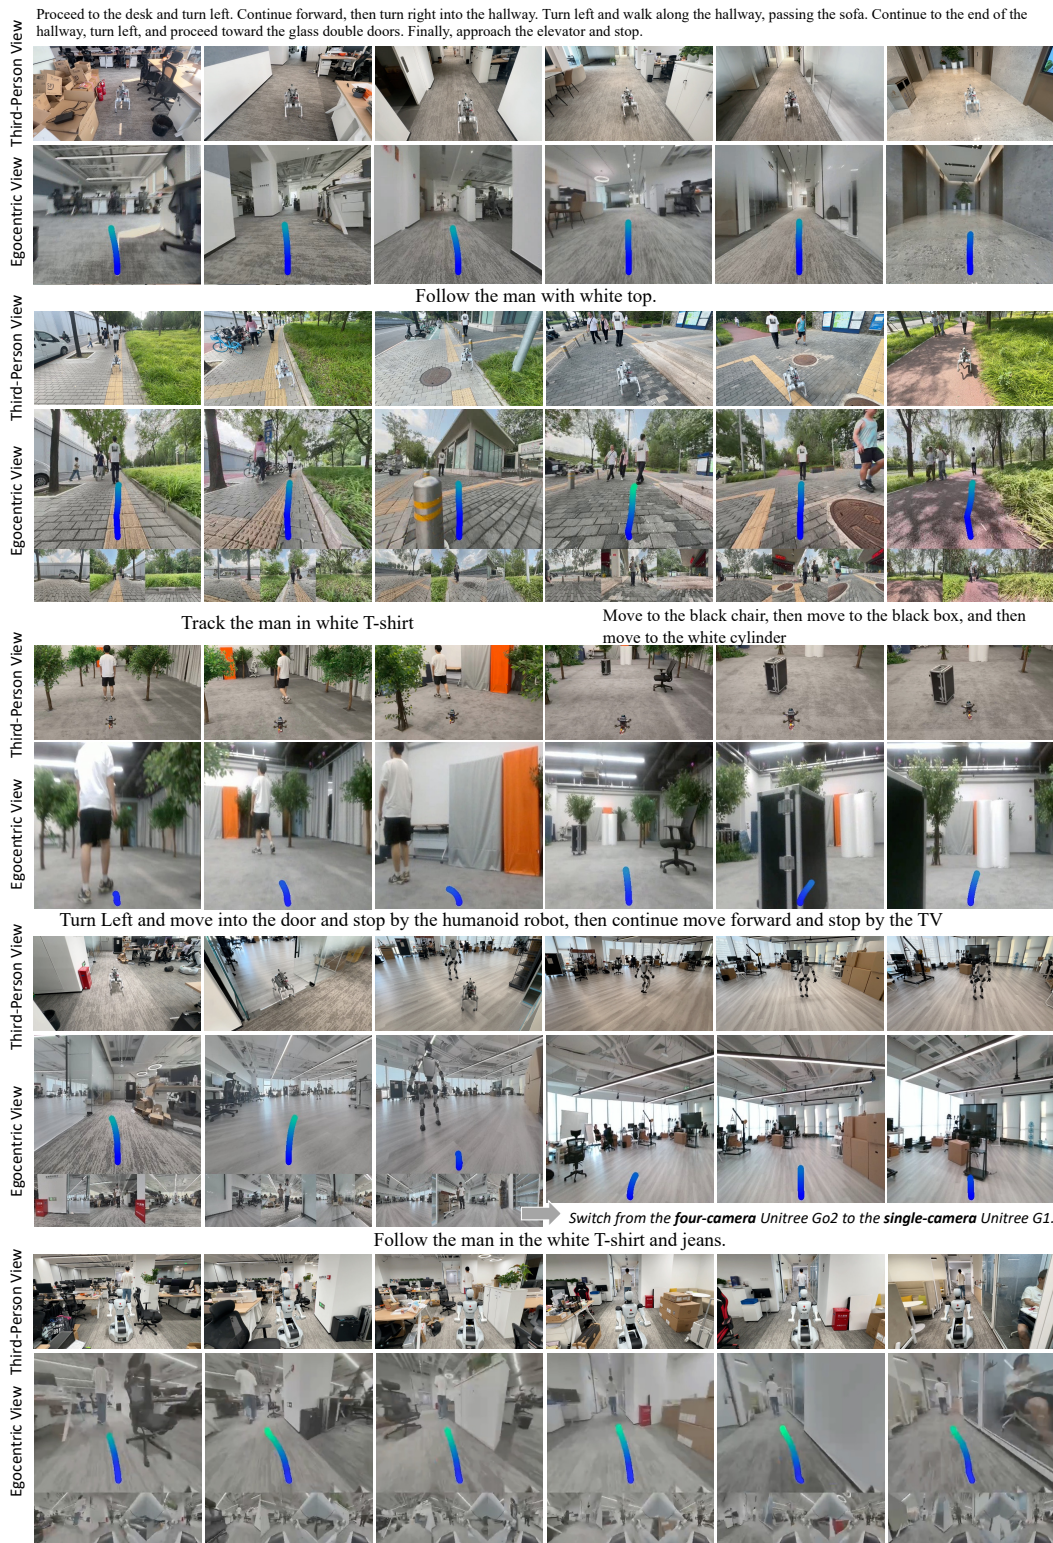 Proceed to the desk and turn left. Continue forward, then turn right into the hallway. Turn left and walk along the hallway, passing the sofa. Continue to the end of the
hallway, turn left, and proceed toward the glass double doors. Finally, approach the elevator and stop.
Third-Person View
Egocentric View
Follow the man with white top.
Third-Person View
Egocentric View
Track the man in white T-shirt
Move to the black chair, then move to the black box, and then
move to the white cylinder
Third-Person View
Egocentric View
Turn Left and move into the door and stop by the humanoid robot, then continue move forward and stop by the TV
Third-Person View
Egocentric View
Switch from the four-camera Unitree Go2 to the single-camera Unitree G1.
Follow the man in the white T-shirt and jeans.
Third-Person View
Egocentric View